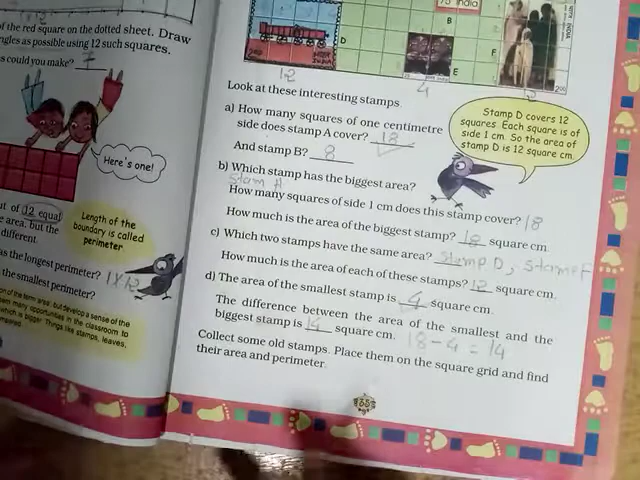 of the red square on the dotted sheet. Draw
ngles as possible using 12 such squares.
s could you make? 7
Here's one!
ut of 12 equal
e area, but the
different.
Length of the
boundary is called
perimeter
as the longest perimeter? 1x12
the smallest perimeter?
India
B
D
F
E
12
4
Look at these interesting stamps.
a) How many squares of one centimetre
side does stamp A cover? 18
And stamp B? 8
Stamp D covers 12
squares. Each square is of
side 1 cm. So the area of
stamp D is 12 square cm.
b) Which stamp has the biggest area?
Stam A
How many squares of side 1 cm does this stamp cover? 18
How much is the area of the biggest stamp? 18 square cm.
c) Which two stamps have the same area? Stamp D, Stamp F
How much is the area of each of these stamps? 12 square cm.
d) The area of the smallest stamp is 4 square cm.
The difference between the area of the smallest and the
biggest stamp is 14 square cm. 18 - 4 = 14
Collect some old stamps. Place them on the square grid and find
their area and perimeter.
35